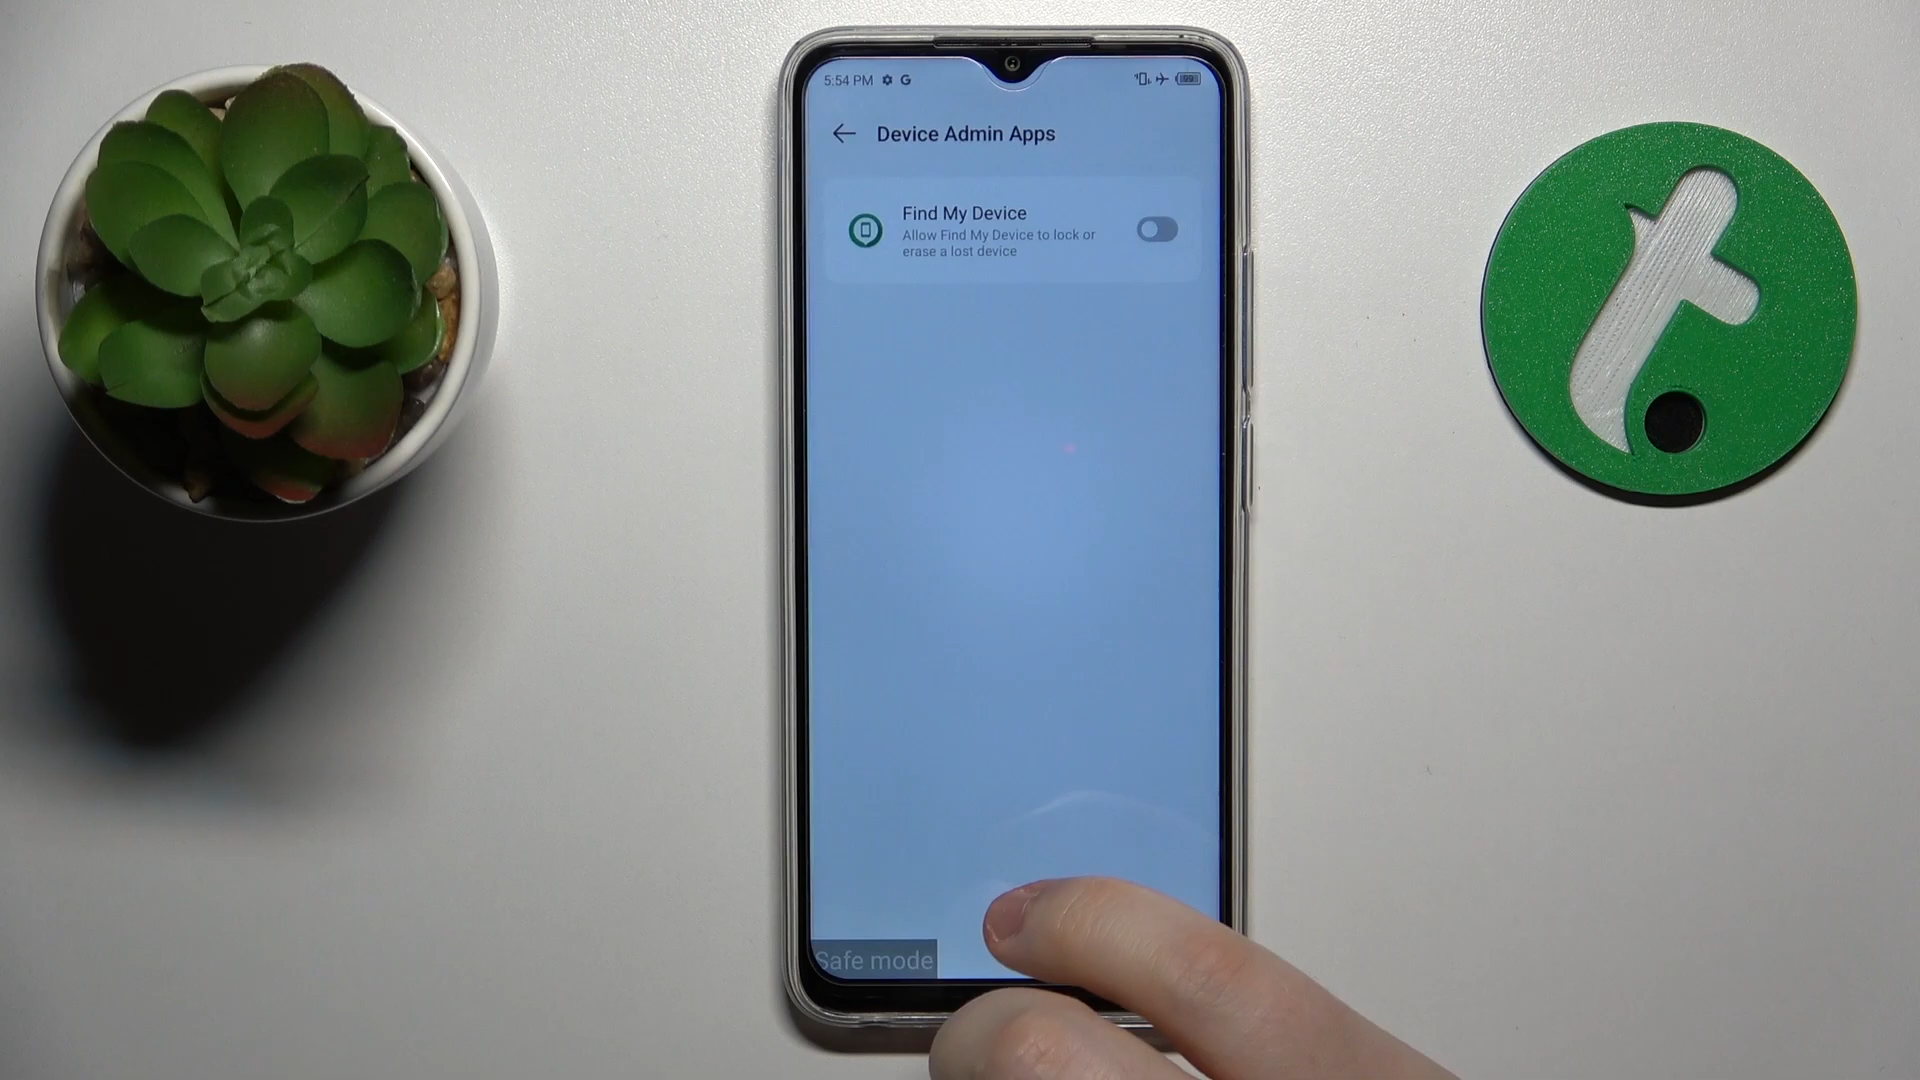 5:54 PM
99
Device Admin Apps
Find My Device
Allow Find My Device to lock or
erase a lost device
Safe mode